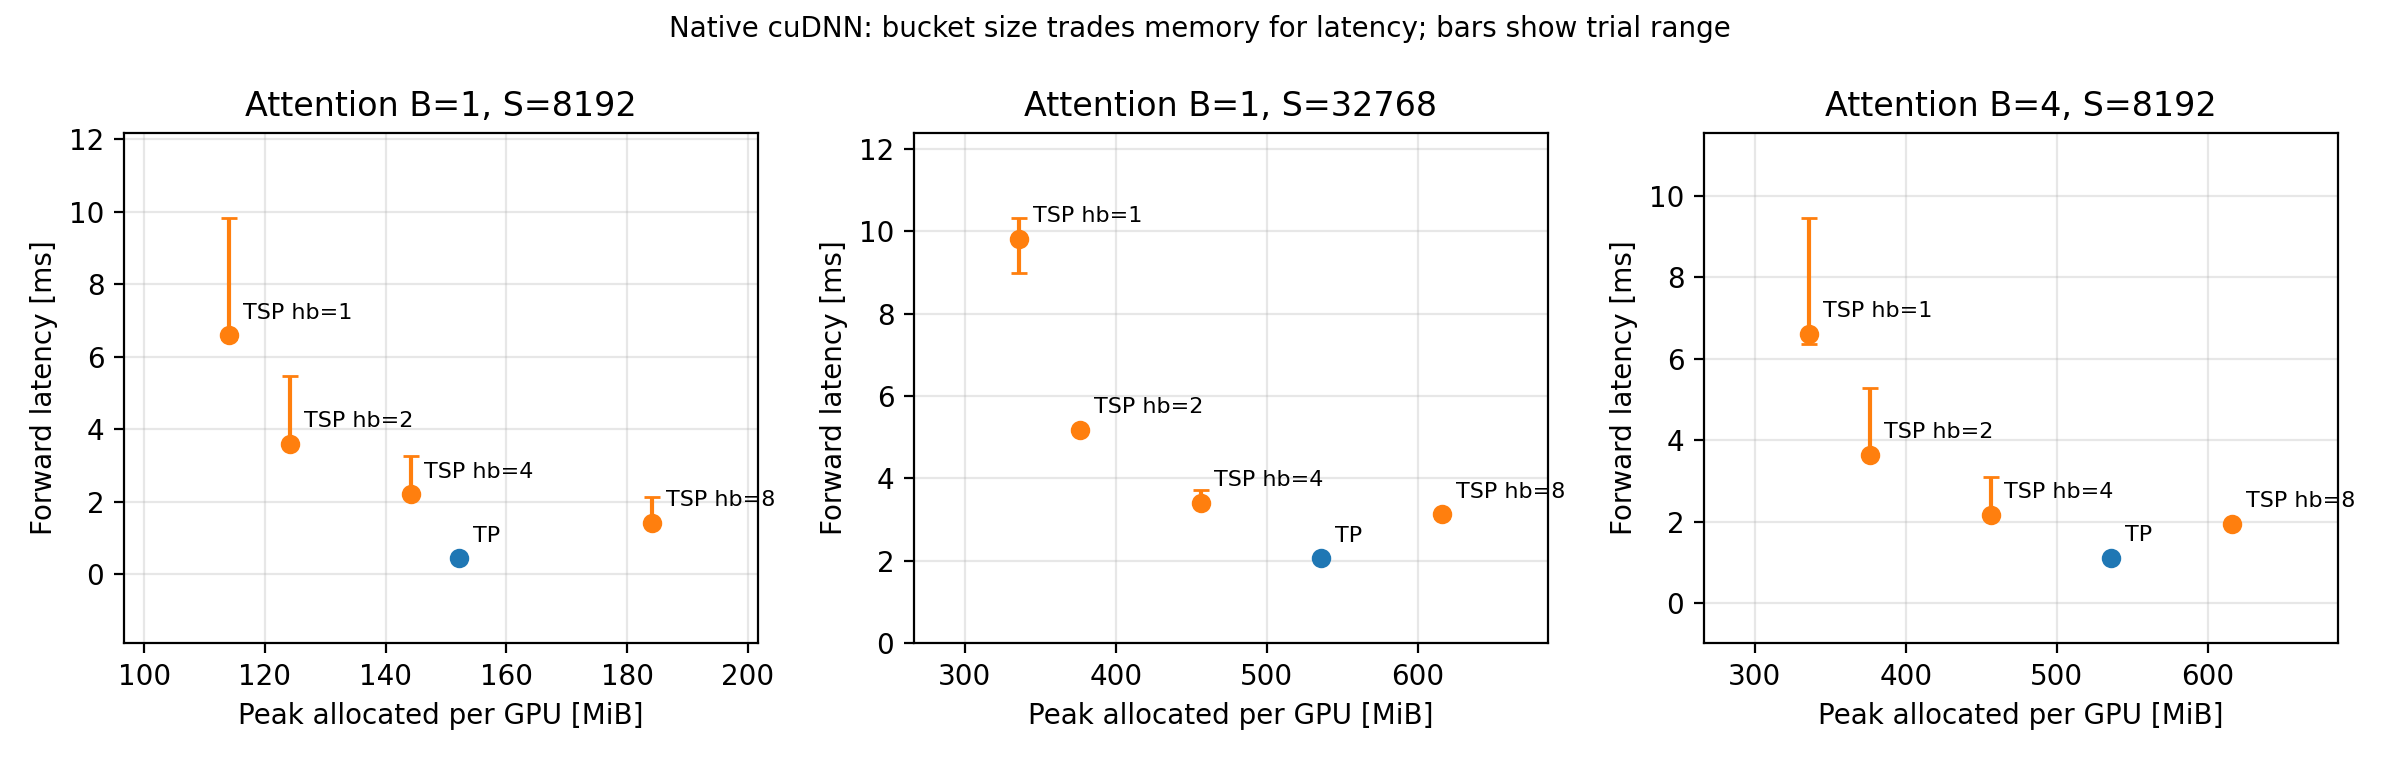 Native cuDNN: bucket size trades memory for latency; bars show trial range
Attention B=1, S=8192
12
10
8
6
4
2
0
Forward latency [ms]
TSP hb=1
TSP hb=2
TSP hb=4
TSP hb=8
TP
100 120 140 160 180 200
Peak allocated per GPU [MiB]
Attention B=1, S=32768
12
10
8
6
4
2
0
Forward latency [ms]
TSP hb=1
TSP hb=2
TSP hb=4
TSP hb=8
TP
300 400 500 600
Peak allocated per GPU [MiB]
Attention B=4, S=8192
10
8
6
4
2
0
Forward latency [ms]
TSP hb=1
TSP hb=2
TSP hb=4
TSP hb=8
TP
300 400 500 600
Peak allocated per GPU [MiB]